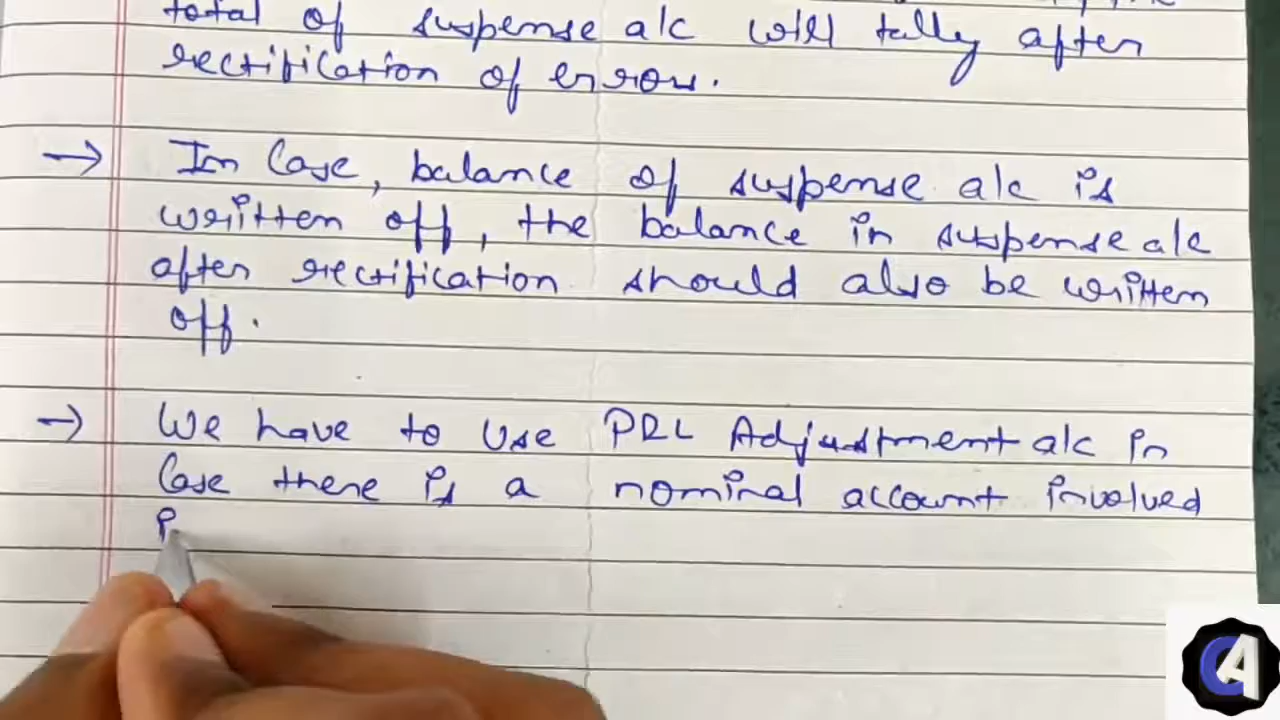 total of suspense a/c will tally after
rectification of error.
→ In Case, balance of suspense a/c is
written off, the balance in suspense a/c
after rectification should also be written
off.
→ We have to use P&L Adjustment a/c in
Case there is a nominal account involved
CA